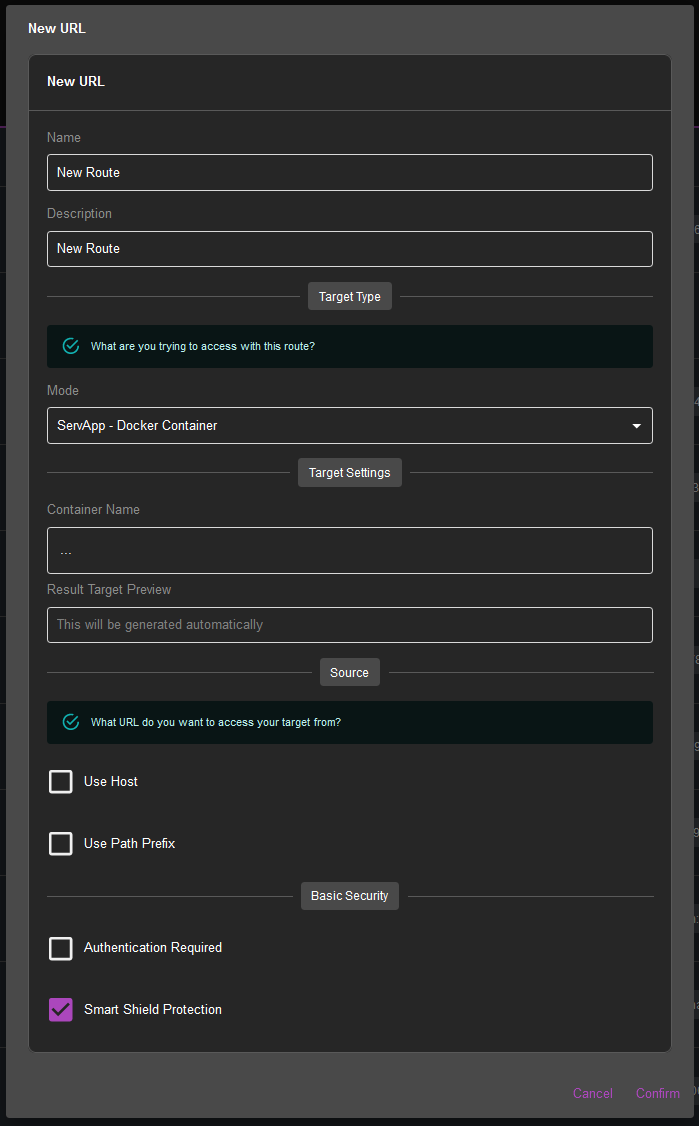 New URL
New URL
Name
New Route
Description
New Route
Target Type
What are you trying to access with this route?
Mode
ServApp - Docker Container
Target Settings
Container Name
...
Result Target Preview
This will be generated automatically
Source
What URL do you want to access your target from?
Use Host
Use Path Prefix
Basic Security
Authentication Required
Smart Shield Protection
Cancel
Confirm